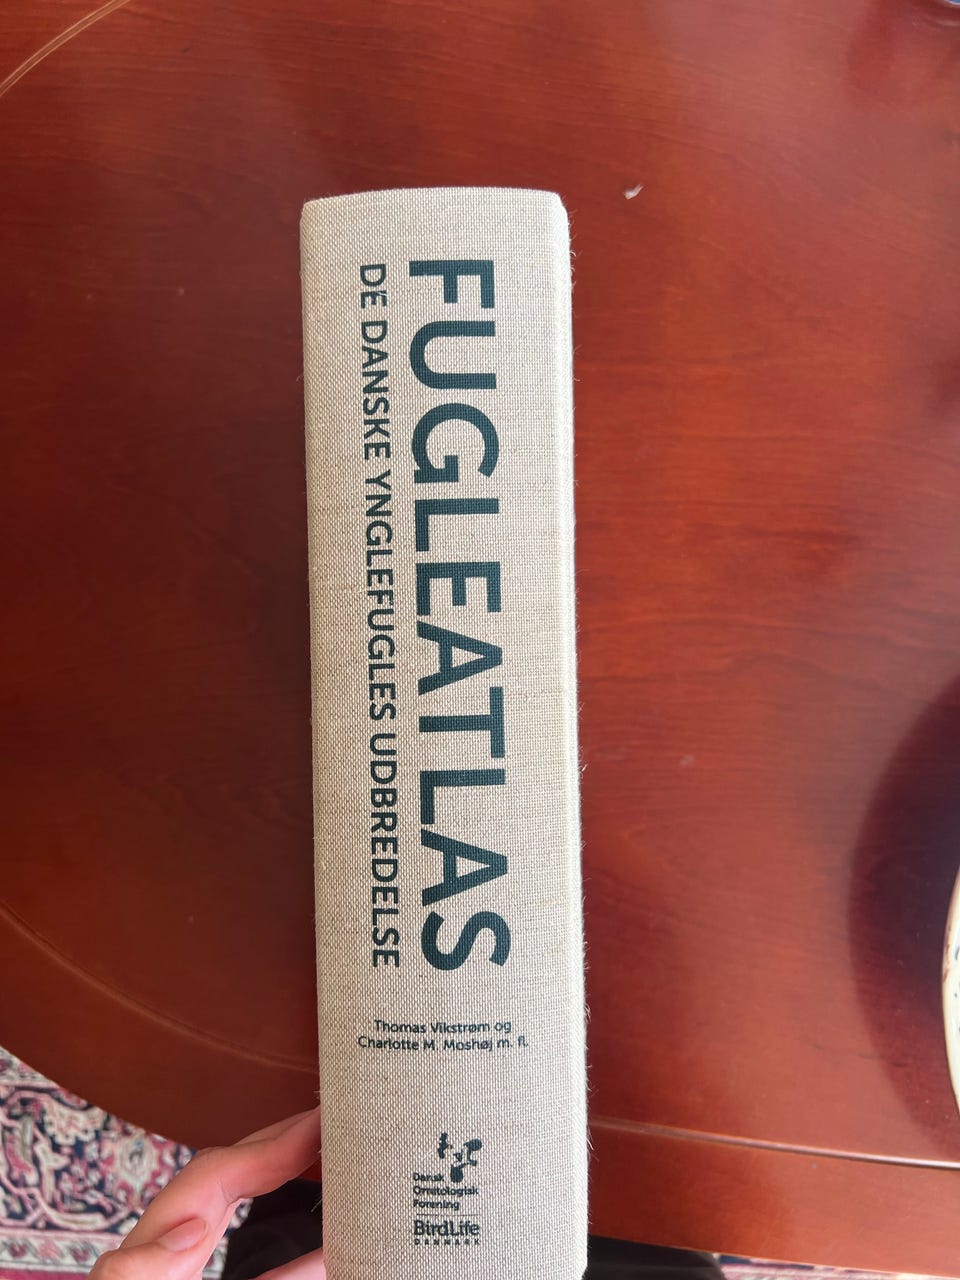 FUGLEATLAS
DE DANSKE YNGLEFUGLES UDBREDELSE
Thomas Vikstrøm og
Charlotte M. Moshøj m. fl.
Dansk
Ornitologisk
Forening
BirdLife
DANMARK